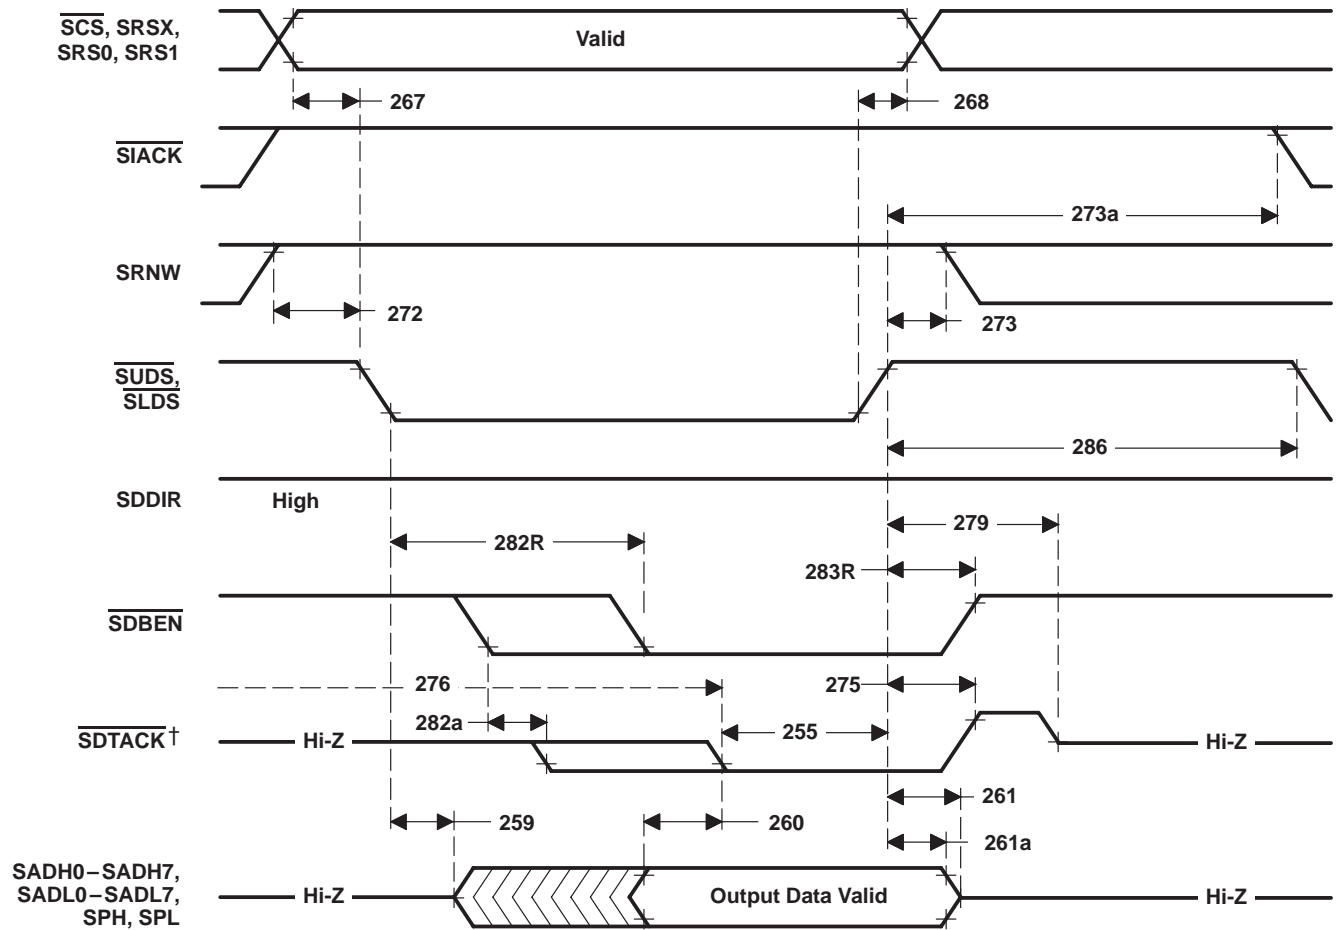 SCS, SRSX,
SRS0, SRS1
Valid
267
268
SIACK
273a
SRNW
272
273
SUDS,
SLDS
286
SDDIR
High
279
282R
283R
SDBEN
276
275
282a
SDTACK†
Hi-Z
255
Hi-Z
261
259
260
261a
SADH0–SADH7,
SADL0–SADL7,
SPH, SPL
Hi-Z
Output Data Valid
Hi-Z